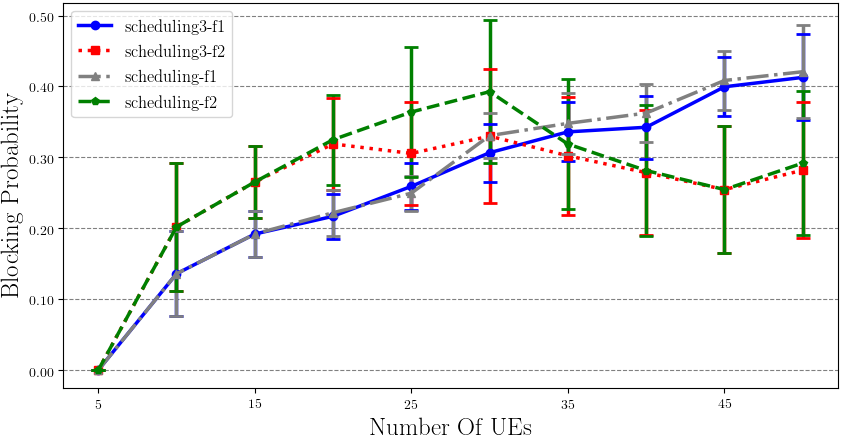 0.50
0.40
0.30
0.20
0.10
0.00
Blocking Probability
scheduling3-f1
scheduling3-f2
scheduling-f1
scheduling-f2
5
15
25
35
45
Number Of UEs